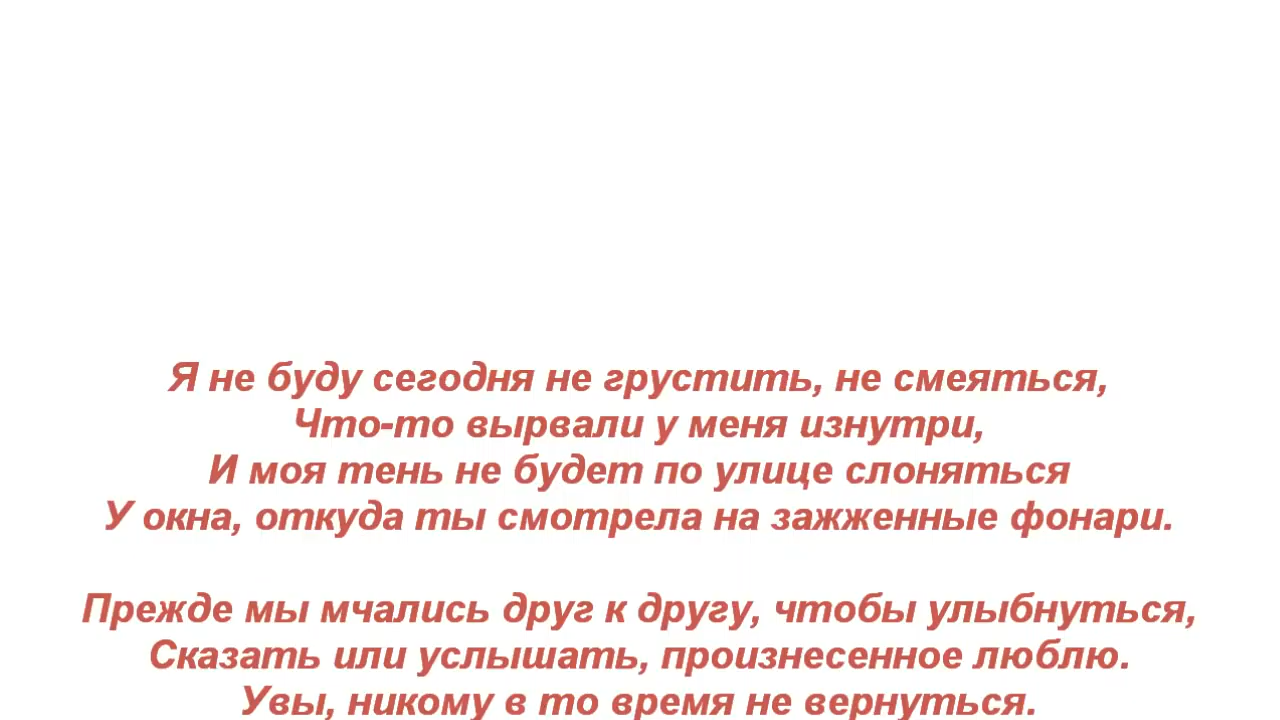 Я не буду сегодня не грустить, не смеяться,
Что-то вырвали у меня изнутри,
И моя тень не будет по улице слоняться
У окна, откуда ты смотрела на зажженные фонари.
Прежде мы мчались друг к другу, чтобы улыбнуться,
Сказать или услышать, произнесенное люблю.
Увы, никому в то время не вернуться.